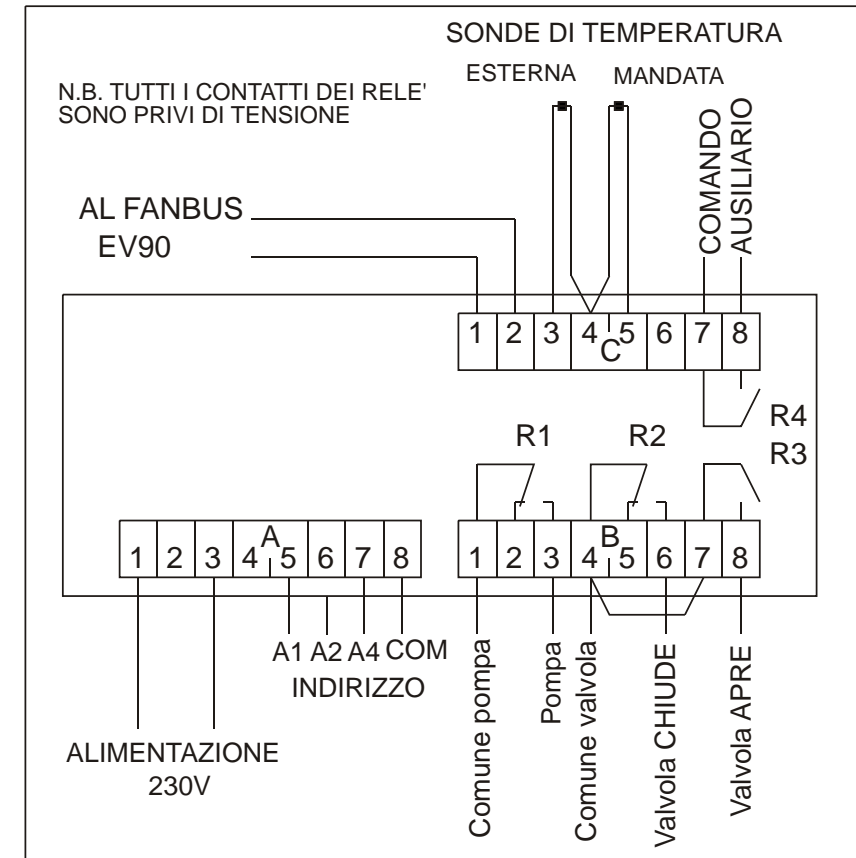 SONDE DI TEMPERATURA
ESTERNA MANDATA
N.B. TUTTI I CONTATTI DEI RELE'
SONO PRIVI DI TENSIONE
COMANDO
AUSILIARIO
AL FANBUS
EV90
1 2 3 4 5 6 7 8
C
R4
R1 R2 R3
A B
1 2 3 4 5 6 7 8 1 2 3 4 5 6 7 8
A1 A2 A4 COM
INDIRIZZO
ALIMENTAZIONE
230V
Comune pompa
Pompa
Comune valvola
Valvola CHIUDE
Valvola APRE